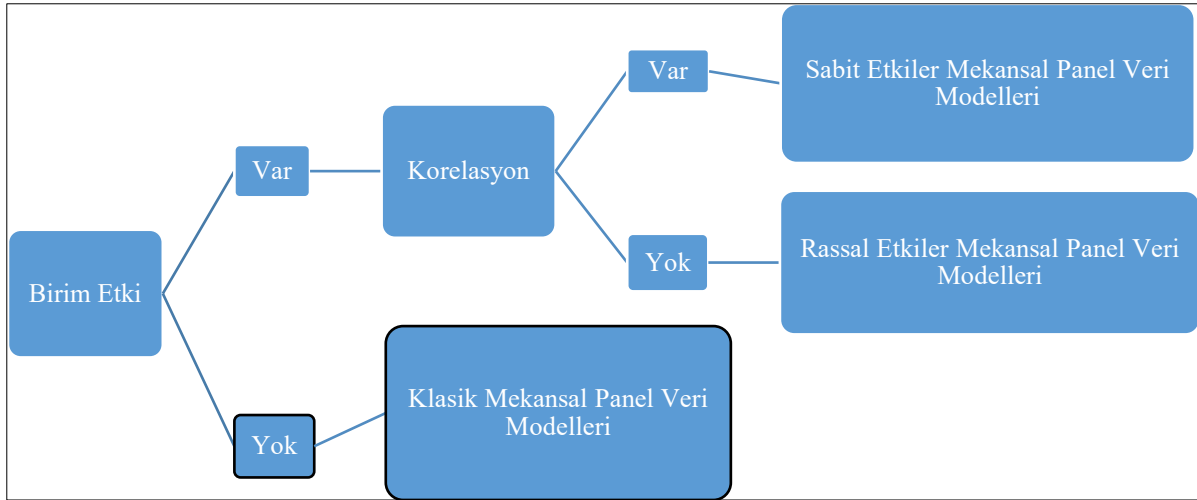 Birim Etki
Var
Korelasyon
Var
Sabit Etkiler Mekansal Panel Veri
Modelleri
Yok
Rassal Etkiler Mekansal Panel Veri
Modelleri
Yok
Klasik Mekansal Panel Veri
Modelleri